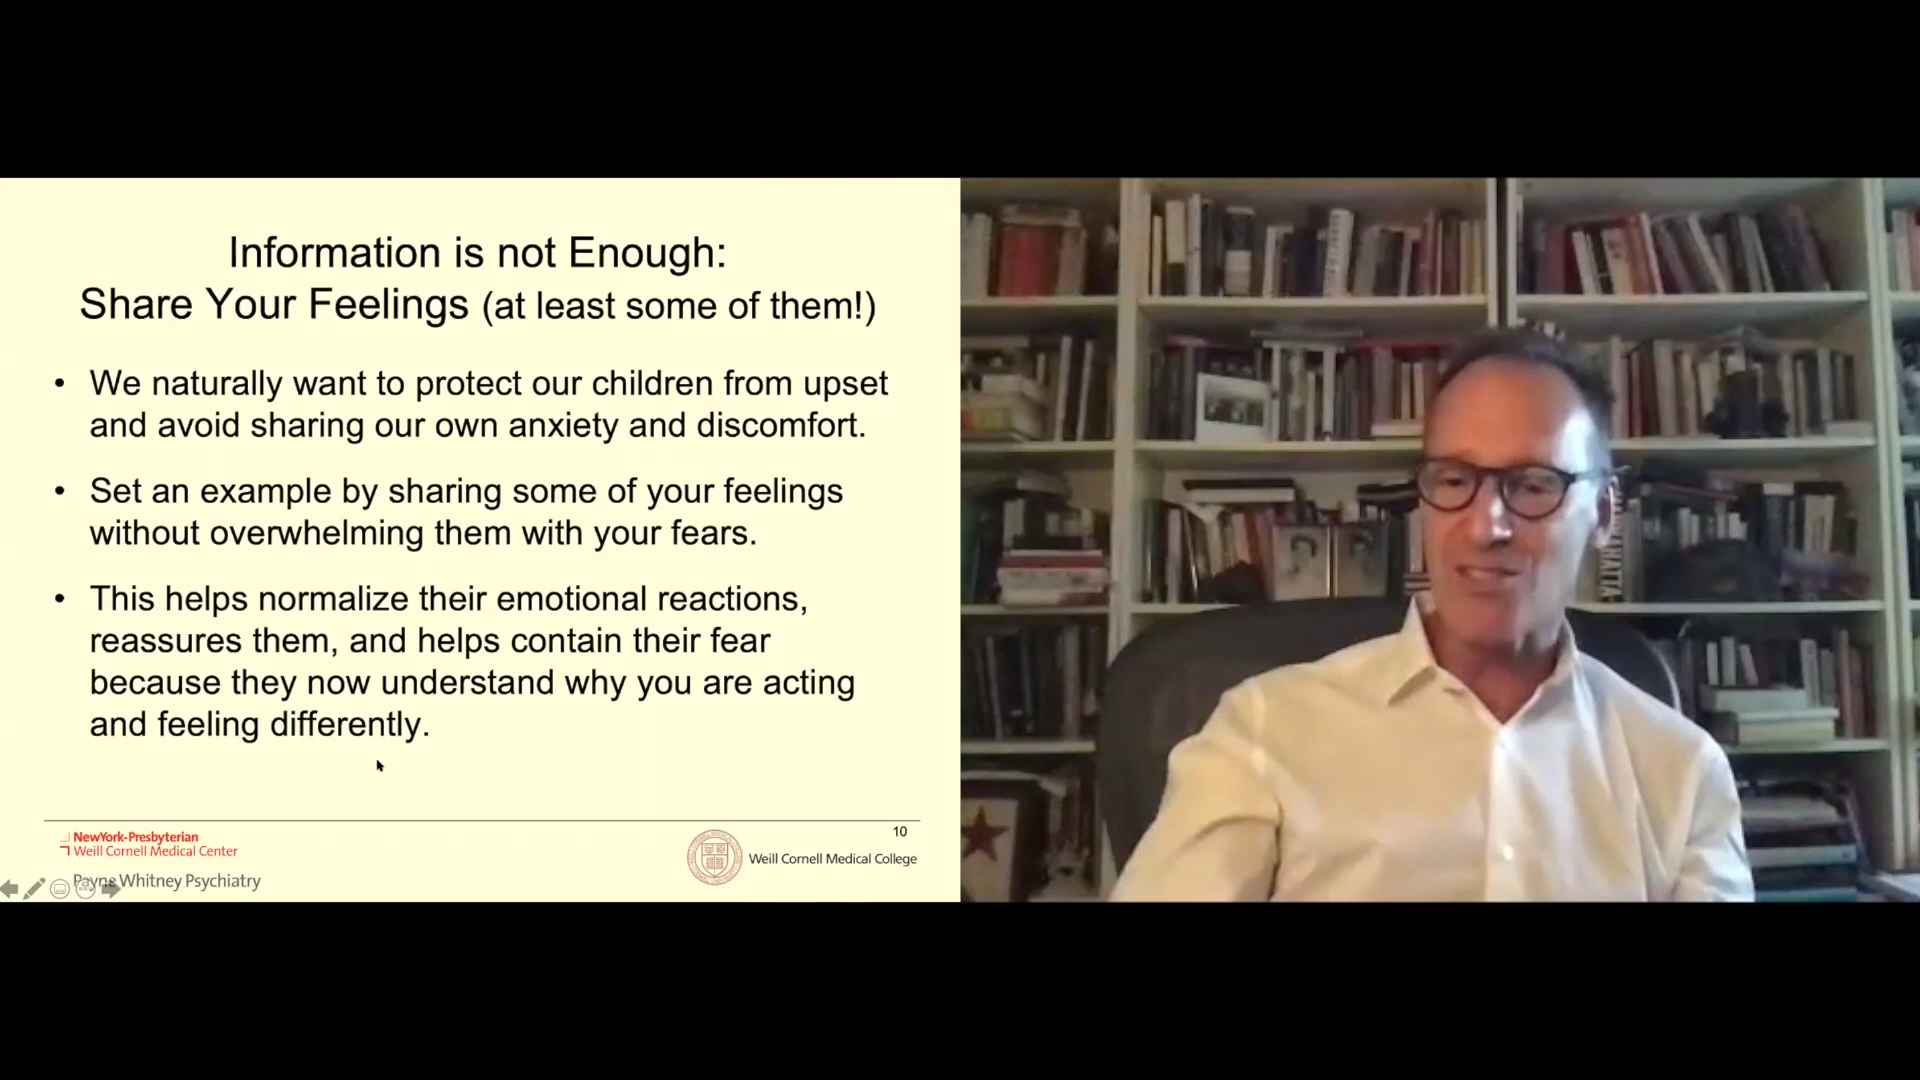 Information is not Enough:
Share Your Feelings (at least some of them!)
• We naturally want to protect our children from upset
and avoid sharing our own anxiety and discomfort.
• Set an example by sharing some of your feelings
without overwhelming them with your fears.
• This helps normalize their emotional reactions,
reassures them, and helps contain their fear
because they now understand why you are acting
and feeling differently.
10
NewYork-Presbyterian
Weill Cornell Medical Center
Weill Cornell Medical College
Payne Whitney Psychiatry